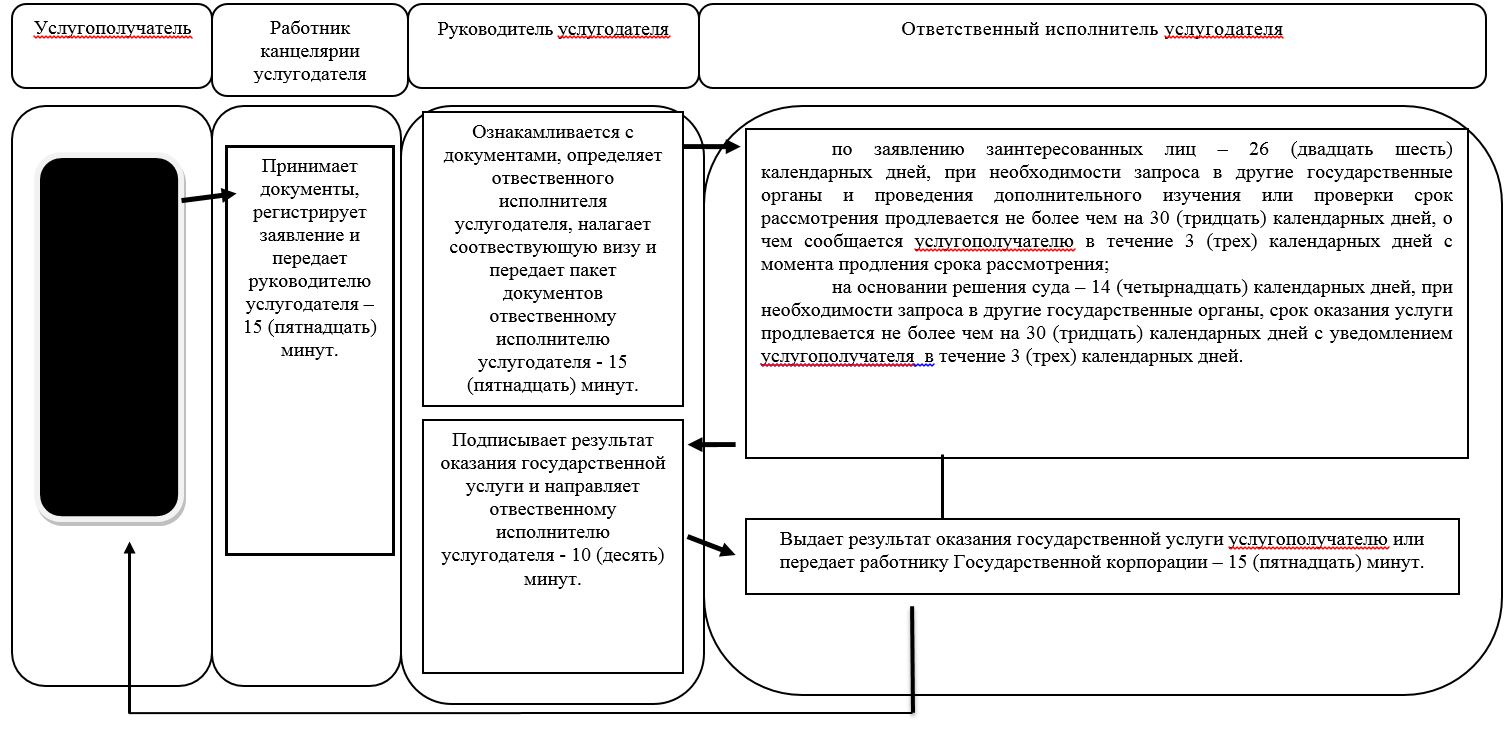 Услугополучатель
Работник
канцелярии
услугодателя
Руководитель услугодателя
Ответственный исполнитель услугодателя
Принимает
документы,
регистрирует
заявление и
передает
руководителю
услугодателя –
15 (пятнадцать)
минут.
Ознакамливается с
документами, определяет
отвественного
исполнителя
услугодателя, налагает
соотвествующую визу и
передает пакет
документов
отвественному
исполнителю
услугодателя - 15
(пятнадцать) минут.
по заявлению заинтересованных лиц – 26 (двадцать шесть)
календарных дней, при необходимости запроса в другие государственные
органы и проведения дополнительного изучения или проверки срок
рассмотрения продлевается не более чем на 30 (тридцать) календарных дней, о
чем сообщается услугополучателю в течение 3 (трех) календарных дней с
момента продления срока рассмотрения;
на основании решения суда – 14 (четырнадцать) календарных дней, при
необходимости запроса в другие государственные органы, срок оказания услуги
продлевается не более чем на 30 (тридцать) календарных дней с уведомлением
услугополучателя в течение 3 (трех) календарных дней.
Подписывает результат
оказания государственной
услуги и направляет
отвественному
исполнителю
услугодателя - 10 (десять)
минут.
Выдает результат оказания государственной услуги услугополучателю или
передает работнику Государственной корпорации – 15 (пятнадцать) минут.